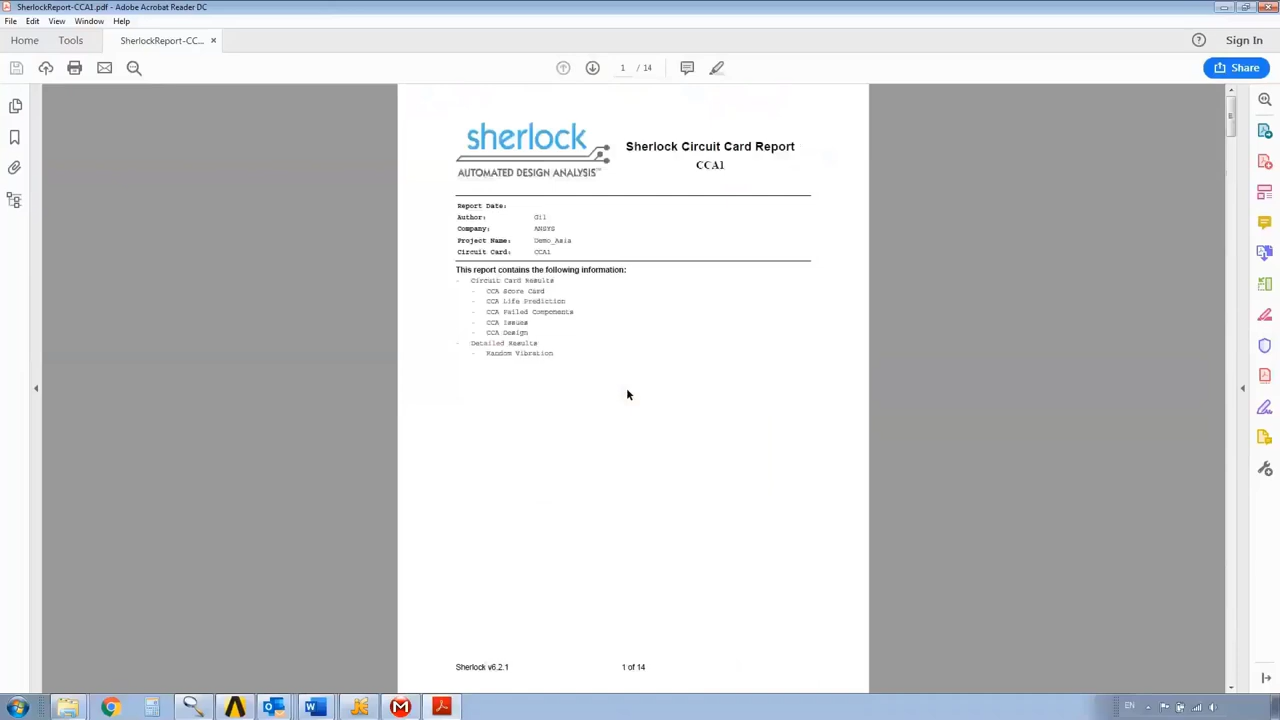 SherlockReport-CCA1.pdf - Adobe Acrobat Reader DC
File Edit View Window Help
Home Tools SherlockReport-CC... × Sign In
1 / 14 Share
sherlock
AUTOMATED DESIGN ANALYSIS™
Sherlock Circuit Card Report
CCA1
Report Date:
Author: Gil
Company: ANSYS
Project Name: Demo_Asia
Circuit Card: CCA1
This report contains the following information:
- Circuit Card Results
- CCA Score Card
- CCA Life Prediction
- CCA Failed Components
- CCA Issues
- CCA Design
- Detailed Results
- Random Vibration
Sherlock v6.2.1 1 of 14
EN